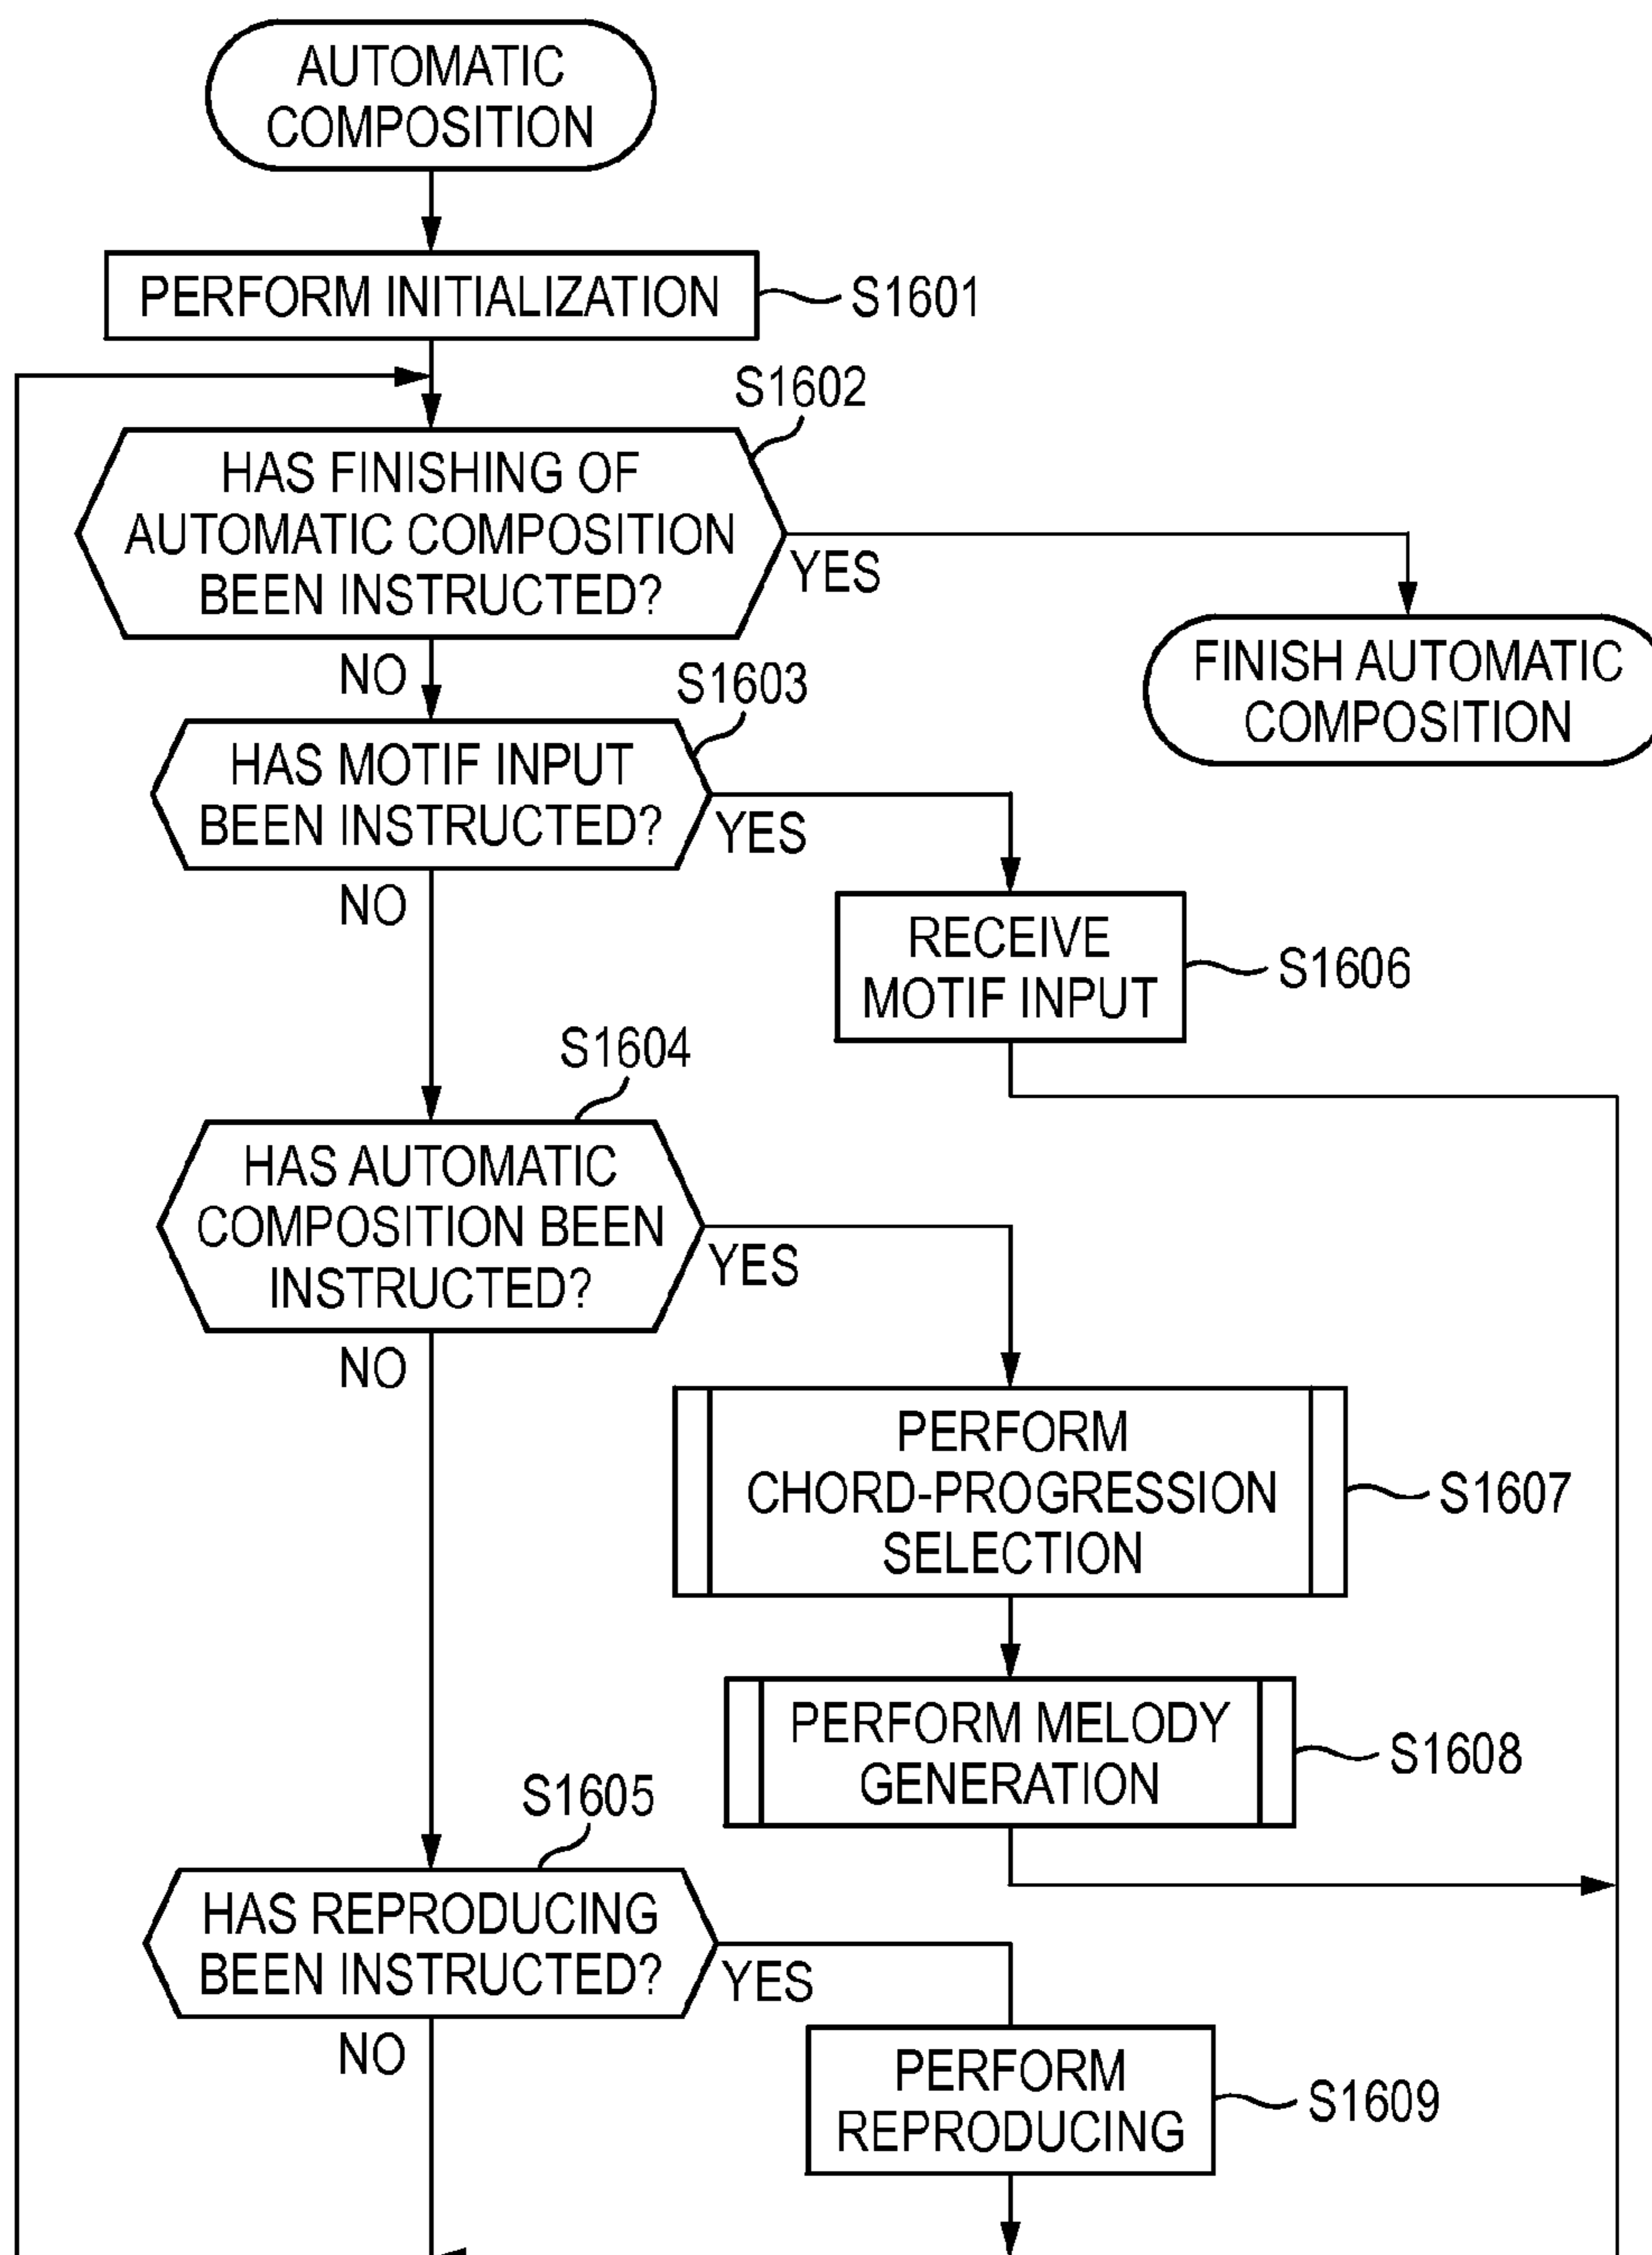 AUTOMATIC
COMPOSITION
PERFORM INITIALIZATION
S1601
S1602
HAS FINISHING OF
AUTOMATIC COMPOSITION
BEEN INSTRUCTED?
YES
NO
FINISH AUTOMATIC
COMPOSITION
S1603
HAS MOTIF INPUT
BEEN INSTRUCTED?
YES
NO
RECEIVE
MOTIF INPUT
S1606
S1604
HAS AUTOMATIC
COMPOSITION BEEN
INSTRUCTED?
YES
NO
PERFORM
CHORD-PROGRESSION
SELECTION
S1607
PERFORM MELODY
GENERATION
S1608
S1605
HAS REPRODUCING
BEEN INSTRUCTED?
YES
NO
PERFORM
REPRODUCING
S1609